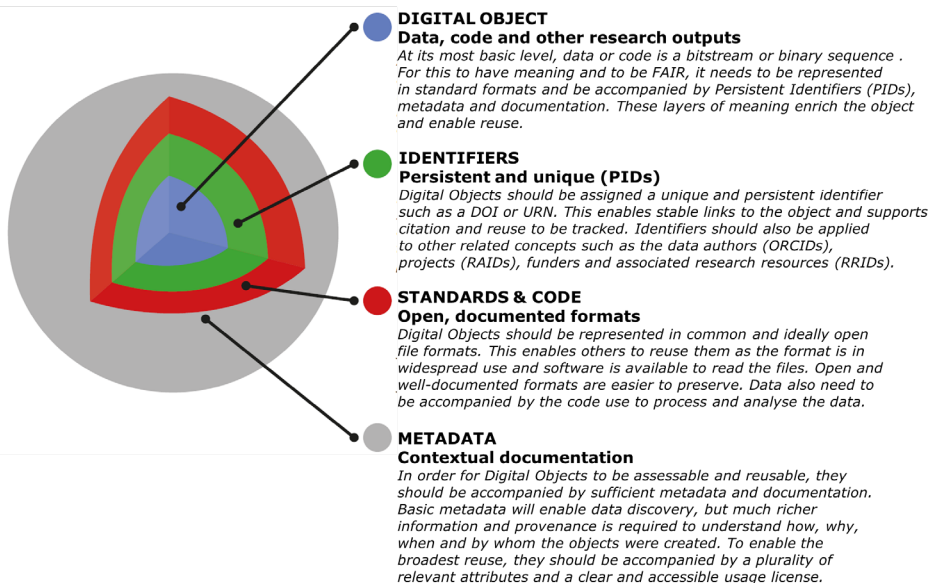 DIGITAL OBJECT
Data, code and other research outputs
At its most basic level, data or code is a bitstream or binary sequence .
For this to have meaning and to be FAIR, it needs to be represented
in standard formats and be accompanied by Persistent Identifiers (PIDs),
metadata and documentation. These layers of meaning enrich the object
and enable reuse.
IDENTIFIERS
Persistent and unique (PIDs)
Digital Objects should be assigned a unique and persistent identifier
such as a DOI or URN. This enables stable links to the object and supports
citation and reuse to be tracked. Identifiers should also be applied
to other related concepts such as the data authors (ORCIDs),
projects (RAIDs), funders and associated research resources (RRIDs).
STANDARDS & CODE
Open, documented formats
Digital Objects should be represented in common and ideally open
file formats. This enables others to reuse them as the format is in
widespread use and software is available to read the files. Open and
well-documented formats are easier to preserve. Data also need to
be accompanied by the code use to process and analyse the data.
METADATA
Contextual documentation
In order for Digital Objects to be assessable and reusable, they
should be accompanied by sufficient metadata and documentation.
Basic metadata will enable data discovery, but much richer
information and provenance is required to understand how, why,
when and by whom the objects were created. To enable the
broadest reuse, they should be accompanied by a plurality of
relevant attributes and a clear and accessible usage license.